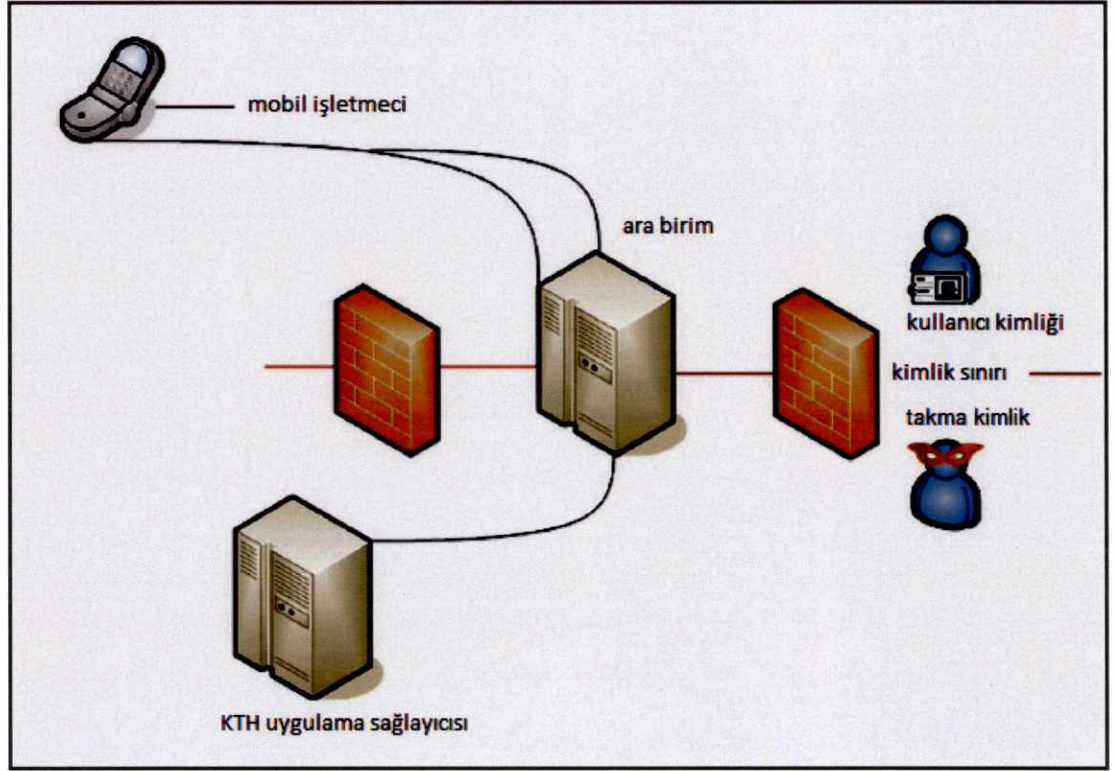 mobil işletmeci
ara birim
kullanıcı kimliği
kimlik sınırı
takma kimlik
KTH uygulama sağlayıcısı